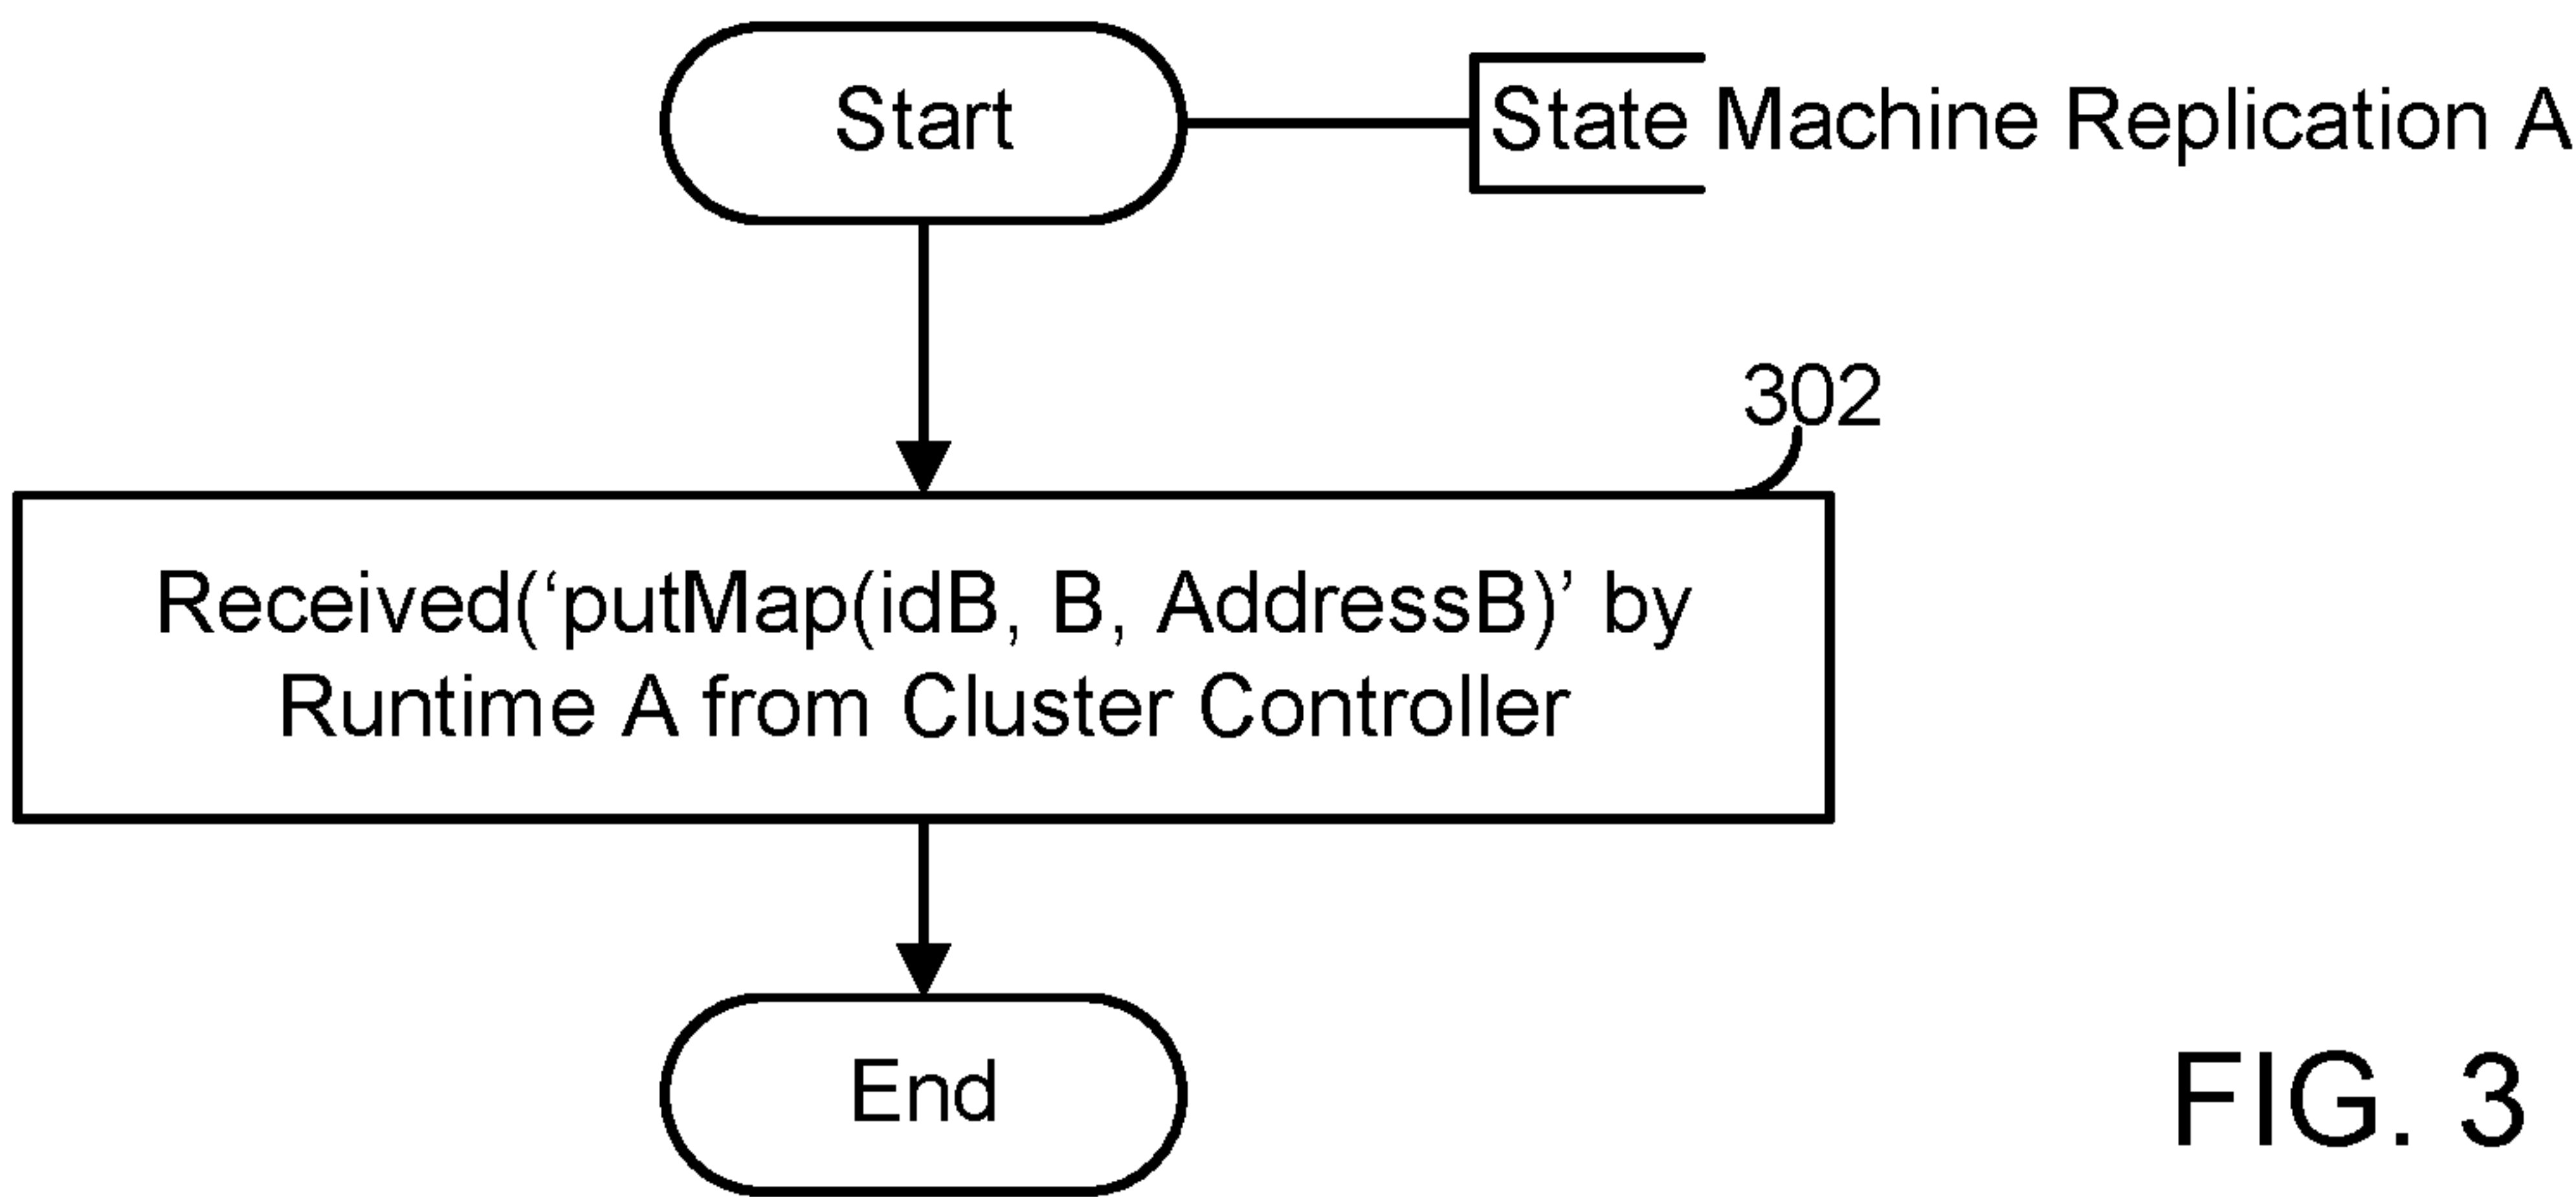 Start
State Machine Replication A
302
Received(‘putMap(idB, B, AddressB)’ by
Runtime A from Cluster Controller
End
FIG. 3